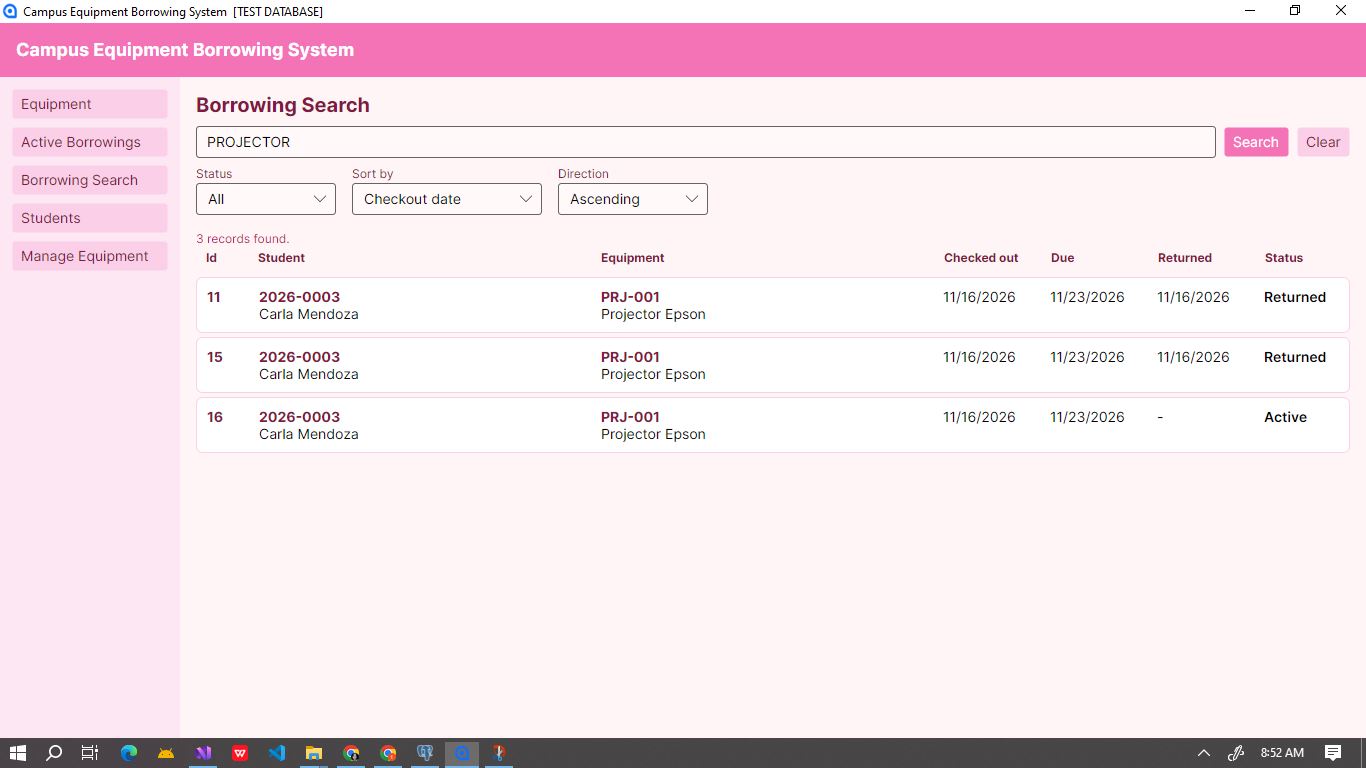 Campus Equipment Borrowing System [TEST DATABASE]
Campus Equipment Borrowing System
Equipment
Active Borrowings
Borrowing Search
Students
Manage Equipment
Borrowing Search
PROJECTOR
Search
Clear
Status
Sort by
Direction
All
Checkout date
Ascending
3 records found.
Id Student Equipment Checked out Due Returned Status
11 2026-0003 PRJ-001 11/16/2026 11/23/2026 11/16/2026 Returned
Carla Mendoza Projector Epson
15 2026-0003 PRJ-001 11/16/2026 11/23/2026 11/16/2026 Returned
Carla Mendoza Projector Epson
16 2026-0003 PRJ-001 11/16/2026 11/23/2026 - Active
Carla Mendoza Projector Epson
8:52 AM